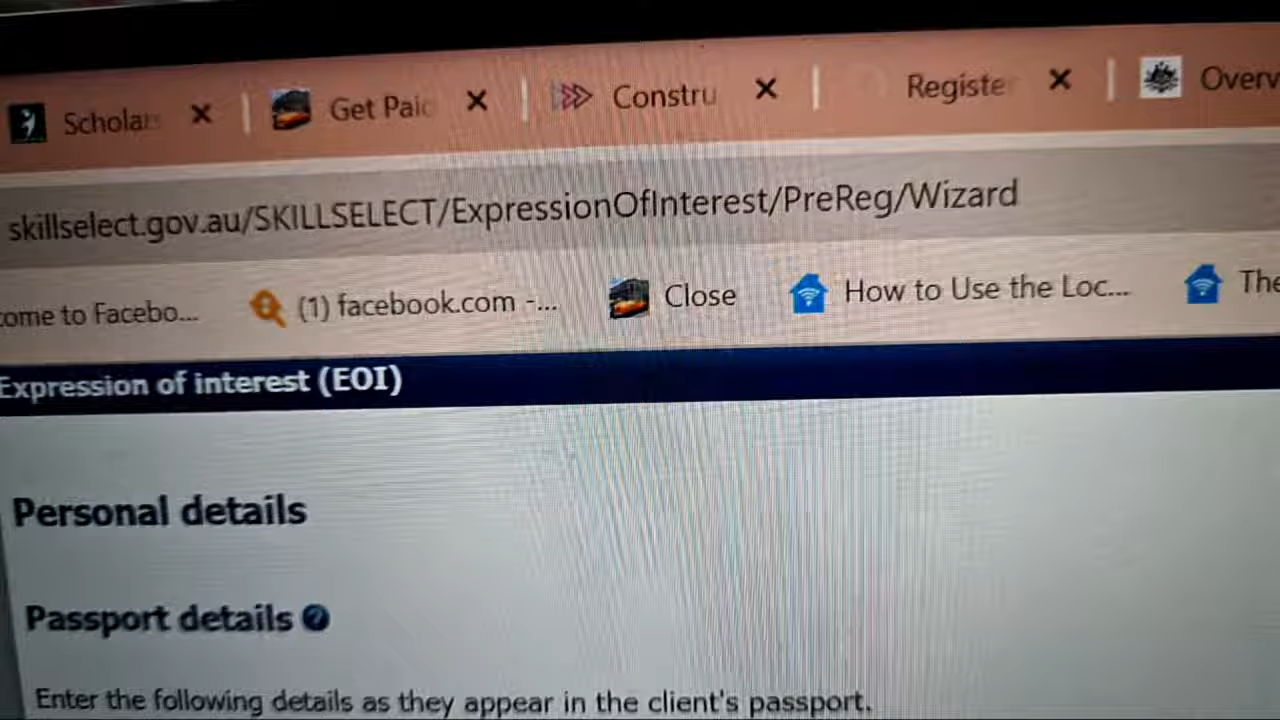 Scholar
Get Paid
Constru
Register
Overv
skillselect.gov.au/SKILLSELECT/ExpressionOfInterest/PreReg/Wizard
come to Facebo...
(1) facebook.com -...
Close
How to Use the Loc...
The
Expression of interest (EOI)
Personal details
Passport details
Enter the following details as they appear in the client's passport.